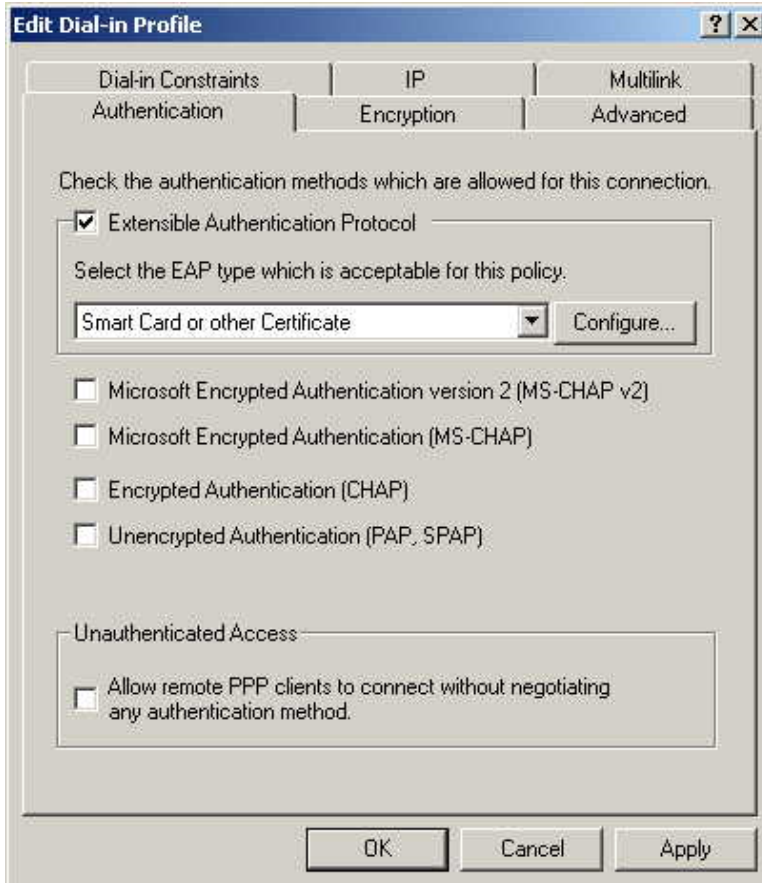 Edit Dial-in Profile
Dial-in Constraints IP Multilink
Authentication Encryption Advanced
Check the authentication methods which are allowed for this connection.
Extensible Authentication Protocol
Select the EAP type which is acceptable for this policy.
Smart Card or other Certificate Configure...
Microsoft Encrypted Authentication version 2 (MS-CHAP v2)
Microsoft Encrypted Authentication (MS-CHAP)
Encrypted Authentication (CHAP)
Unencrypted Authentication (PAP, SPAP)
Unauthenticated Access
Allow remote PPP clients to connect without negotiating
any authentication method.
OK Cancel Apply